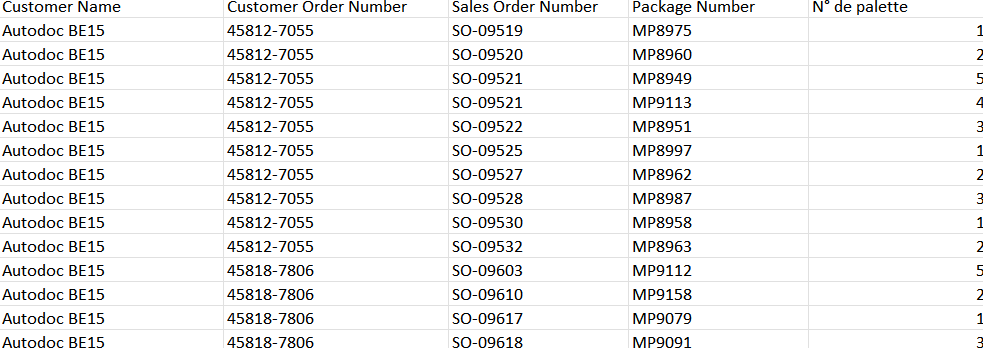 Customer Name Customer Order Number Sales Order Number Package Number N° de palette
Autodoc BE15 45812-7055 SO-09519 MP8975 1
Autodoc BE15 45812-7055 SO-09520 MP8960 2
Autodoc BE15 45812-7055 SO-09521 MP8949 5
Autodoc BE15 45812-7055 SO-09521 MP9113 4
Autodoc BE15 45812-7055 SO-09522 MP8951 3
Autodoc BE15 45812-7055 SO-09525 MP8997 1
Autodoc BE15 45812-7055 SO-09527 MP8962 2
Autodoc BE15 45812-7055 SO-09528 MP8987 3
Autodoc BE15 45812-7055 SO-09530 MP8958 1
Autodoc BE15 45812-7055 SO-09532 MP8963 2
Autodoc BE15 45818-7806 SO-09603 MP9112 5
Autodoc BE15 45818-7806 SO-09610 MP9158 2
Autodoc BE15 45818-7806 SO-09617 MP9079 1
Autodoc BE15 45818-7806 SO-09618 MP9091 3